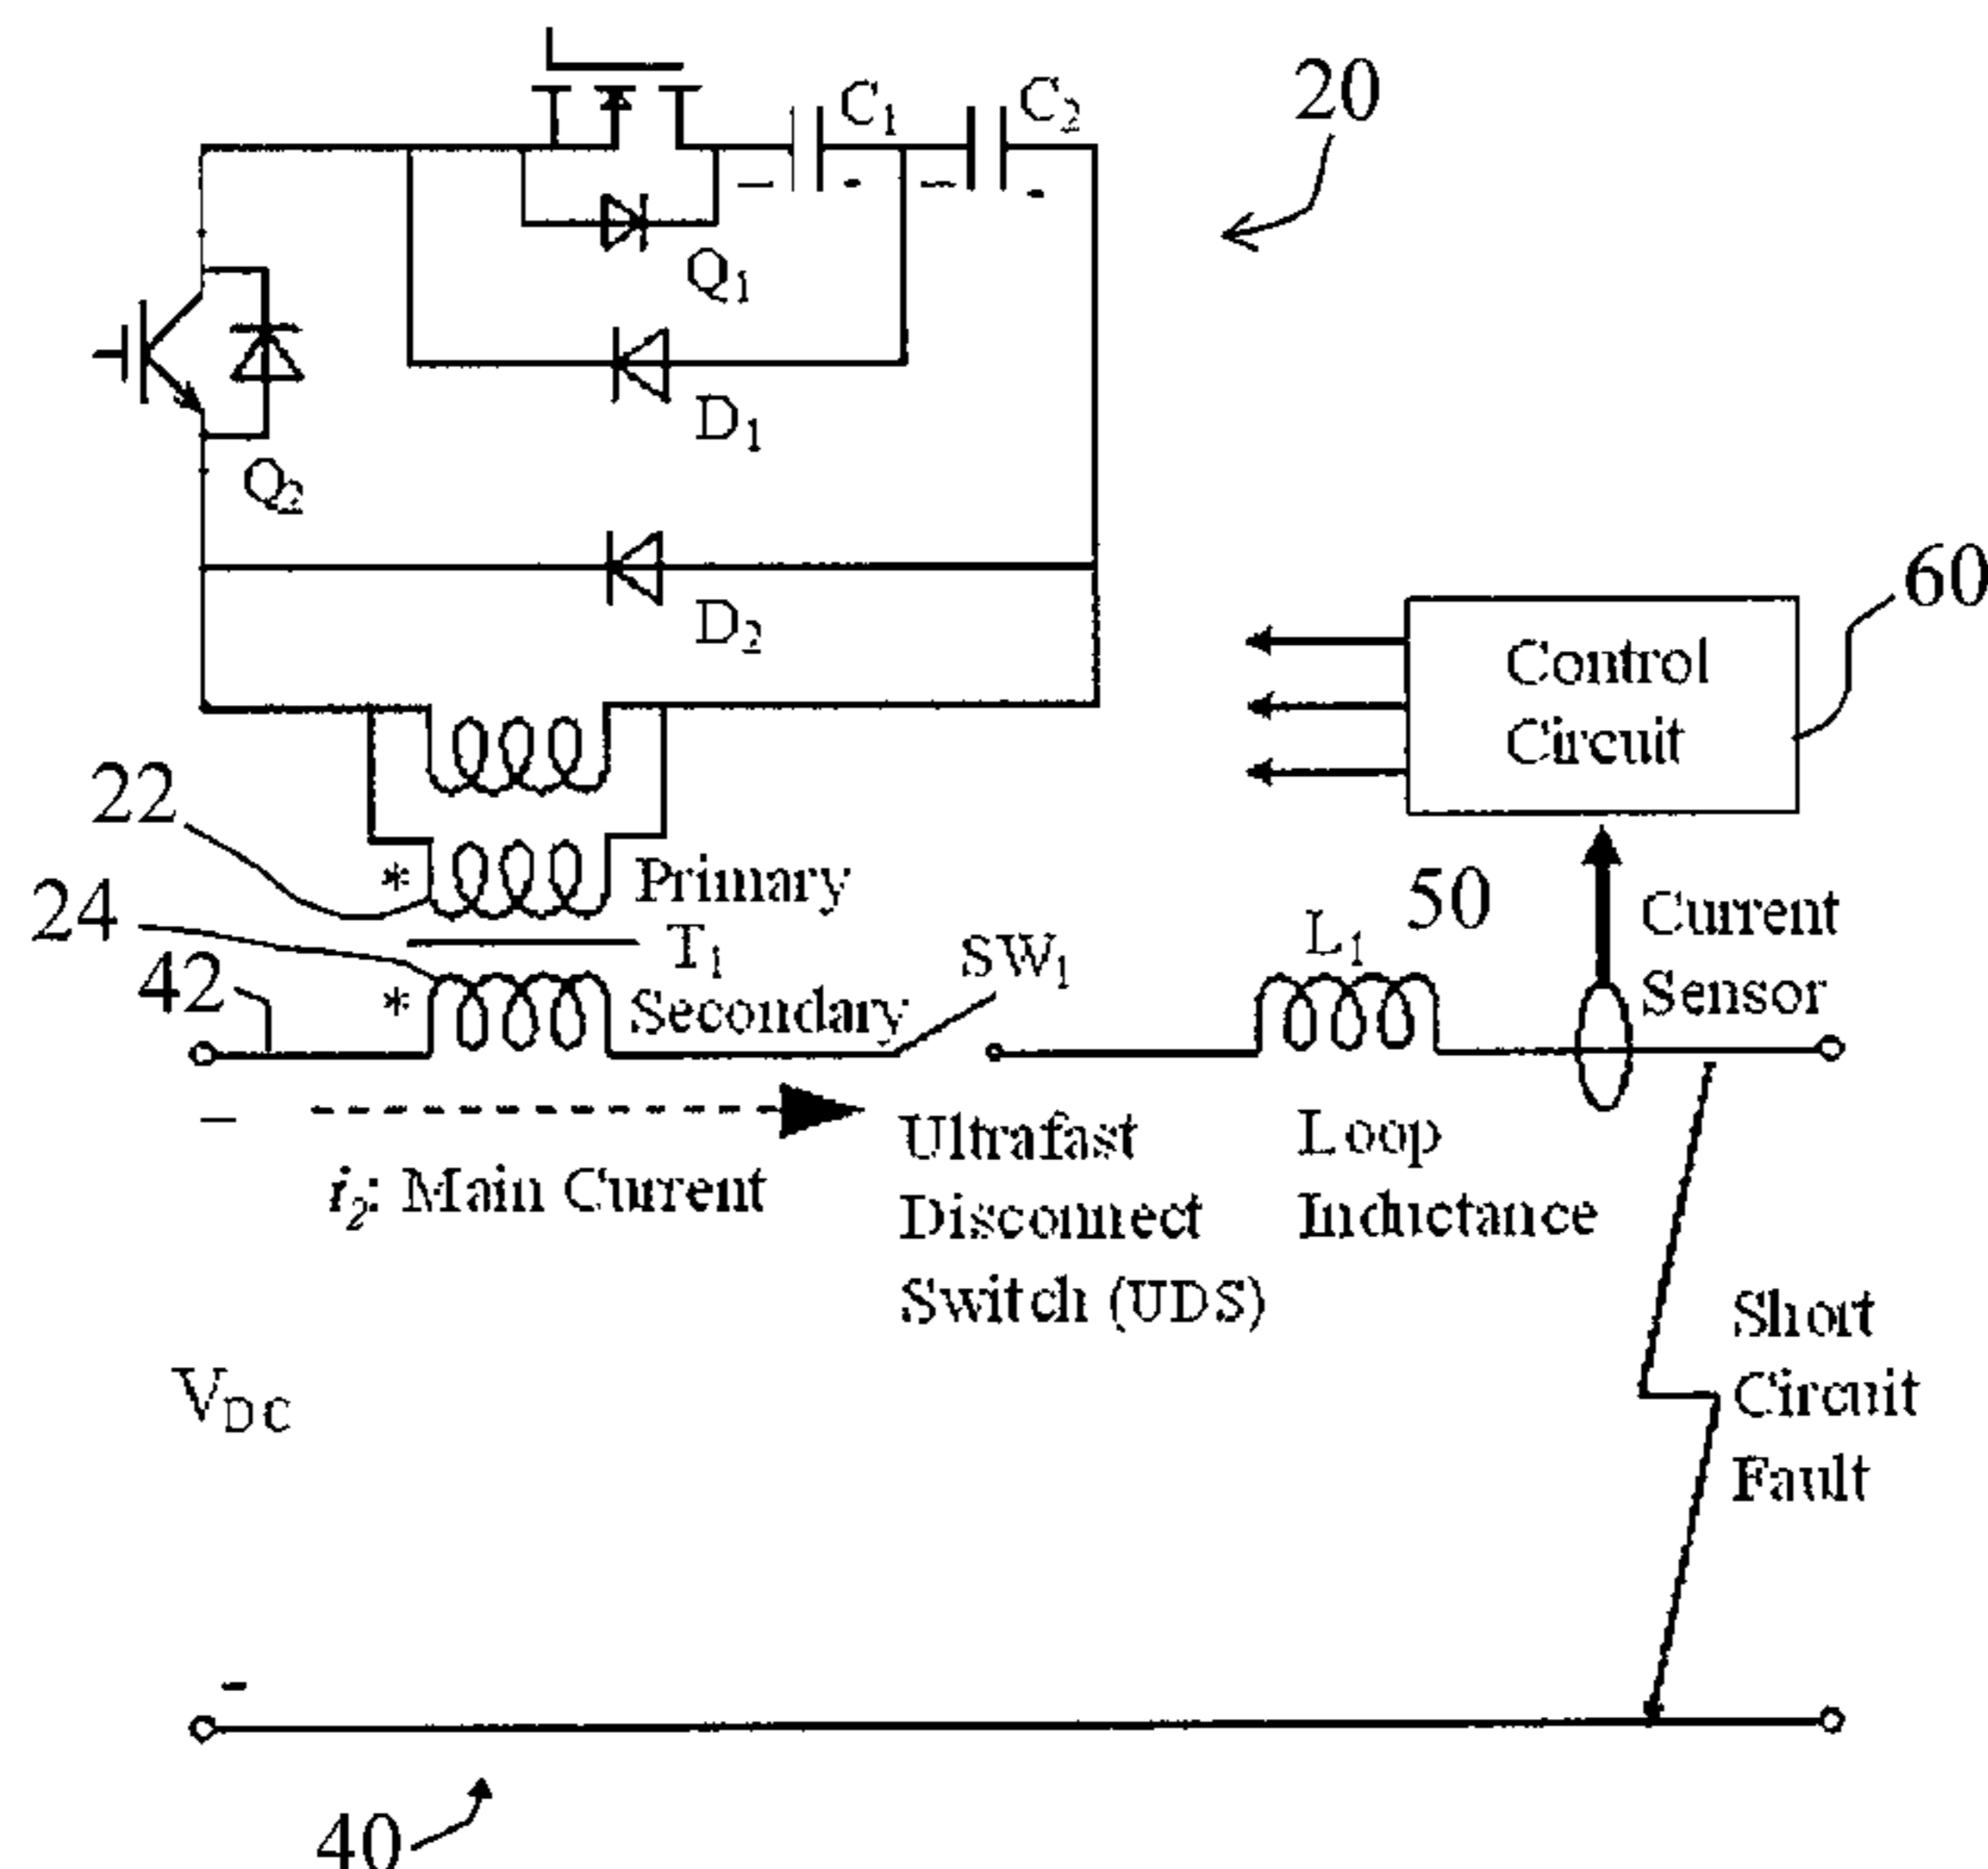 C1
C2
20
Q1
D1
Q2
D2
60
Control
Circuit
22
* Primary
24
T1
42
* Secondary
SW1
L1
50
Current
Sensor
–
i2: Main Current
Ultrafast
Disconnect
Switch (UDS)
Loop
Inductance
VDC
Short
Circuit
Fault
-
40